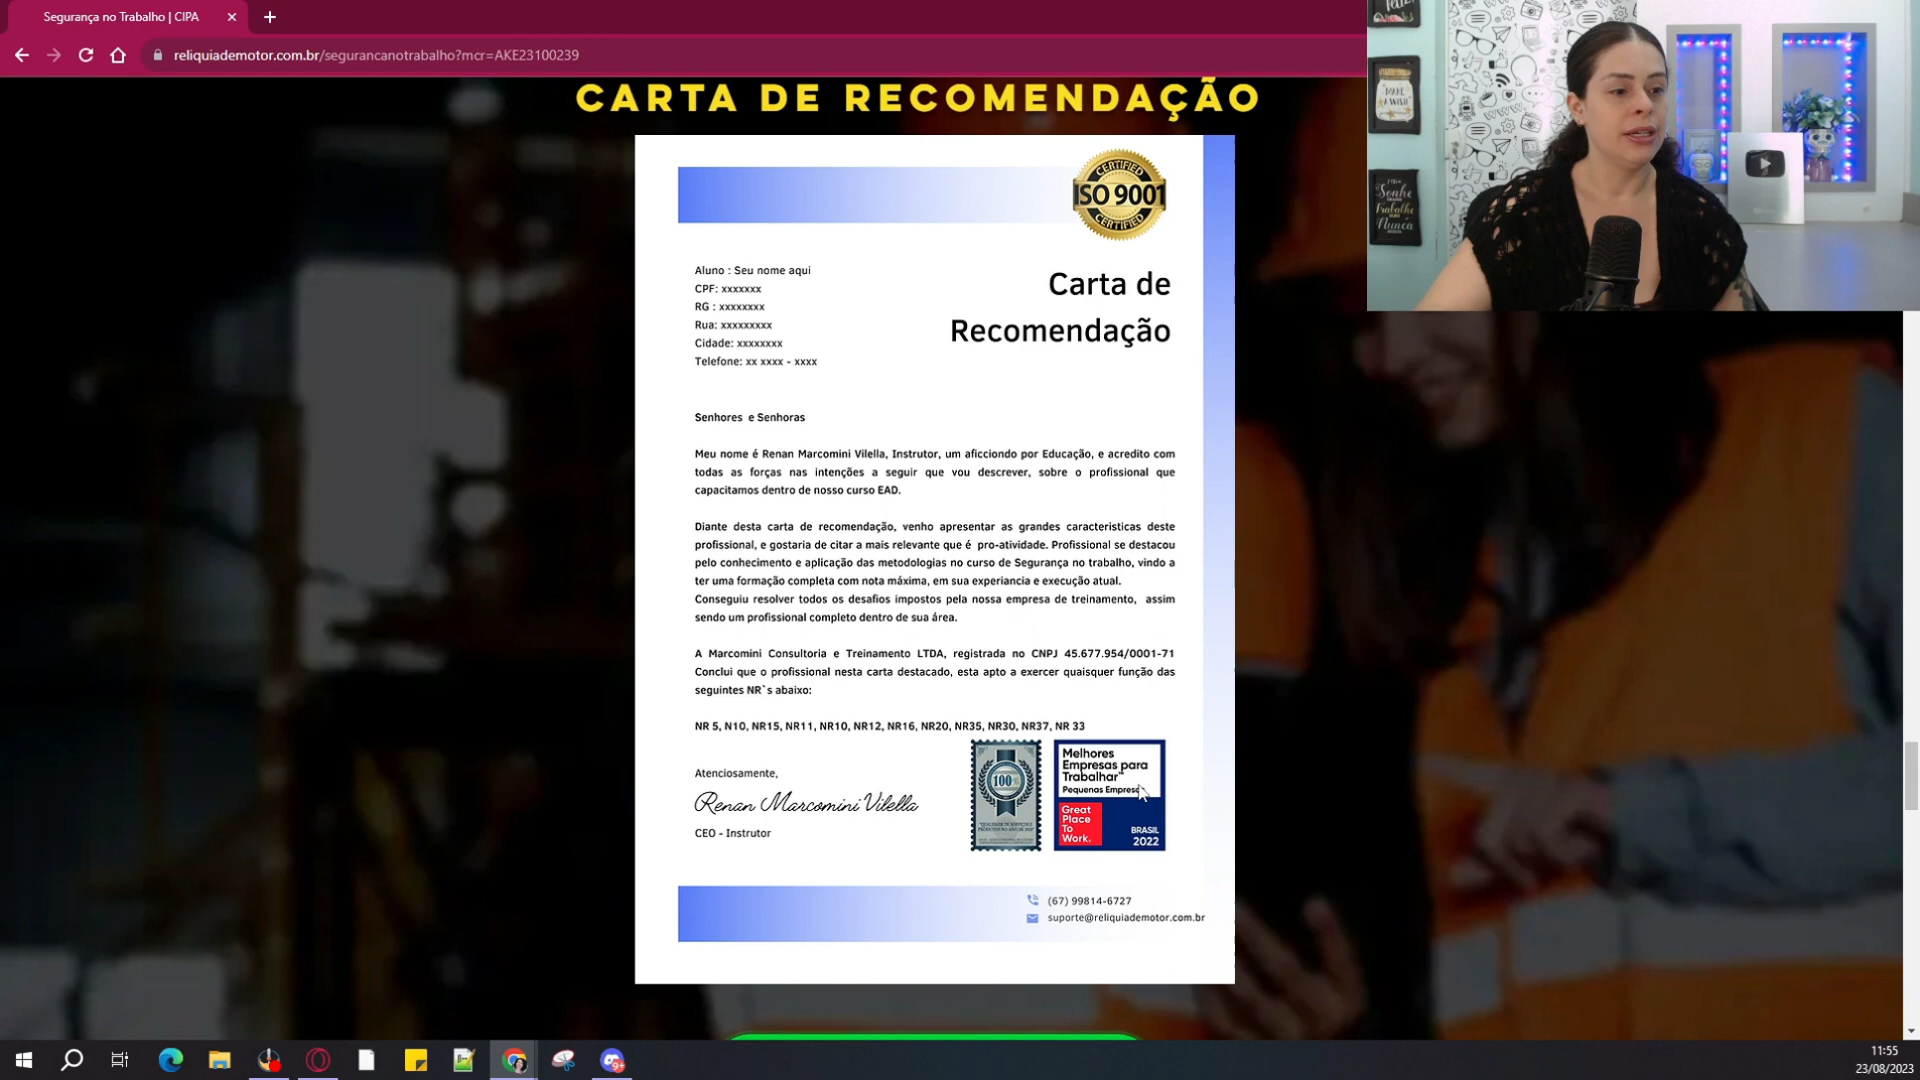 Segurança no Trabalho | CIPA
reliquiademotor.com.br/segurancanotrabalho?mcr=AKE23100239
CARTA DE RECOMENDAÇÃO
CERTIFIED
ISO 9001
CERTIFIED
Aluno : Seu nome aqui
CPF: xxxxxxx
RG : xxxxxxxx
Rua: xxxxxxxxx
Cidade: xxxxxxxx
Telefone: xx xxxx - xxxx
Carta de
Recomendação
Senhores e Senhoras
Meu nome é Renan Marcomini Vilella, Instrutor, um aficciondo por Educação, e acredito com
todas as forças nas intenções a seguir que vou descrever, sobre o profissional que
capacitamos dentro de nosso curso EAD.
Diante desta carta de recomendação, venho apresentar as grandes caracteristicas deste
profissional, e gostaria de citar a mais relevante que é pro-atividade. Profissional se destacou
pelo conhecimento e aplicação das metodologias no curso de Segurança no trabalho, vindo a
ter uma formação completa com nota máxima, em sua experiancia e execução atual.
Conseguiu resolver todos os desafios impostos pela nossa empresa de treinamento, assim
sendo um profissional completo dentro de sua área.
A Marcomini Consultoria e Treinamento LTDA, registrada no CNPJ 45.677.954/0001-71
Conclui que o profissional nesta carta destacado, esta apto a exercer quaisquer função das
seguintes NR`s abaixo:
NR 5, N10, NR15, NR11, NR10, NR12, NR16, NR20, NR35, NR30, NR37, NR 33
Atenciosamente,
Renan Marcomini Vilella
CEO - Instrutor
100%
Melhores
Empresas para
Trabalhar™
Pequenas Empresas
Great
Place
To
Work.
BRASIL
2022
(67) 99814-6727
suporte@reliquiademotor.com.br
MAKE
A WISH
Sonhe
Trabalhe
Nunca
WWW
9+
11:55
23/08/2023